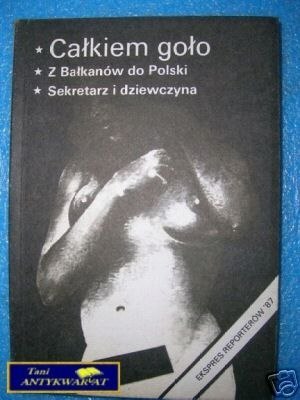 ★ Całkiem goło
★ Z Bałkanów do Polski
★ Sekretarz i dziewczyna
EKSPRES REPORTERÓW '87
Tani
ANTYKWARIAT